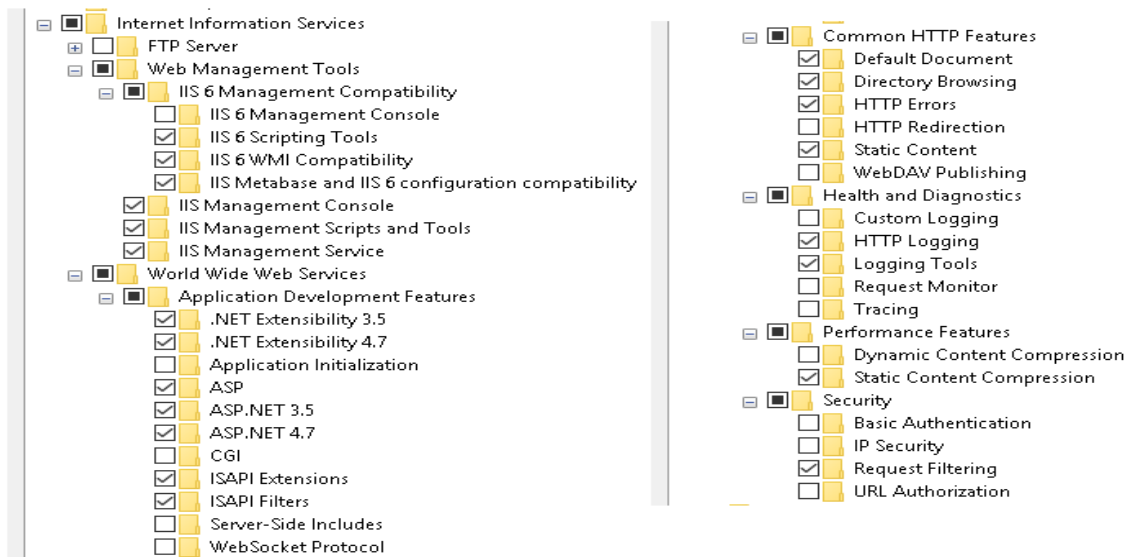 Internet Information Services
FTP Server
Web Management Tools
IIS 6 Management Compatibility
IIS 6 Management Console
IIS 6 Scripting Tools
IIS 6 WMI Compatibility
IIS Metabase and IIS 6 configuration compatibility
IIS Management Console
IIS Management Scripts and Tools
IIS Management Service
World Wide Web Services
Application Development Features
.NET Extensibility 3.5
.NET Extensibility 4.7
Application Initialization
ASP
ASP.NET 3.5
ASP.NET 4.7
CGI
ISAPI Extensions
ISAPI Filters
Server-Side Includes
WebSocket Protocol
Common HTTP Features
Default Document
Directory Browsing
HTTP Errors
HTTP Redirection
Static Content
WebDAV Publishing
Health and Diagnostics
Custom Logging
HTTP Logging
Logging Tools
Request Monitor
Tracing
Performance Features
Dynamic Content Compression
Static Content Compression
Security
Basic Authentication
IP Security
Request Filtering
URL Authorization